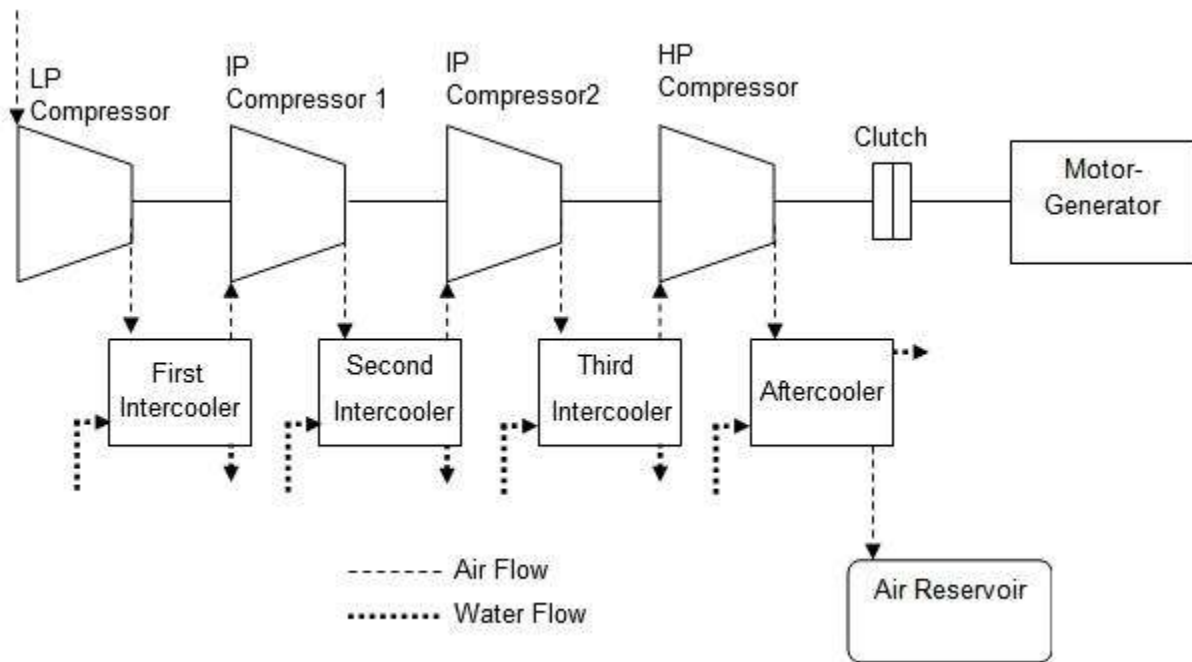 LP
Compressor
IP
Compressor 1
IP
Compressor2
HP
Compressor
Clutch
Motor-
Generator
First
Intercooler
Second
Intercooler
Third
Intercooler
Aftercooler
Air Flow
Water Flow
Air Reservoir